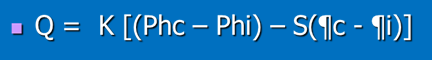 Q = K [(Phc – Phi) – S(¶c - ¶i)]